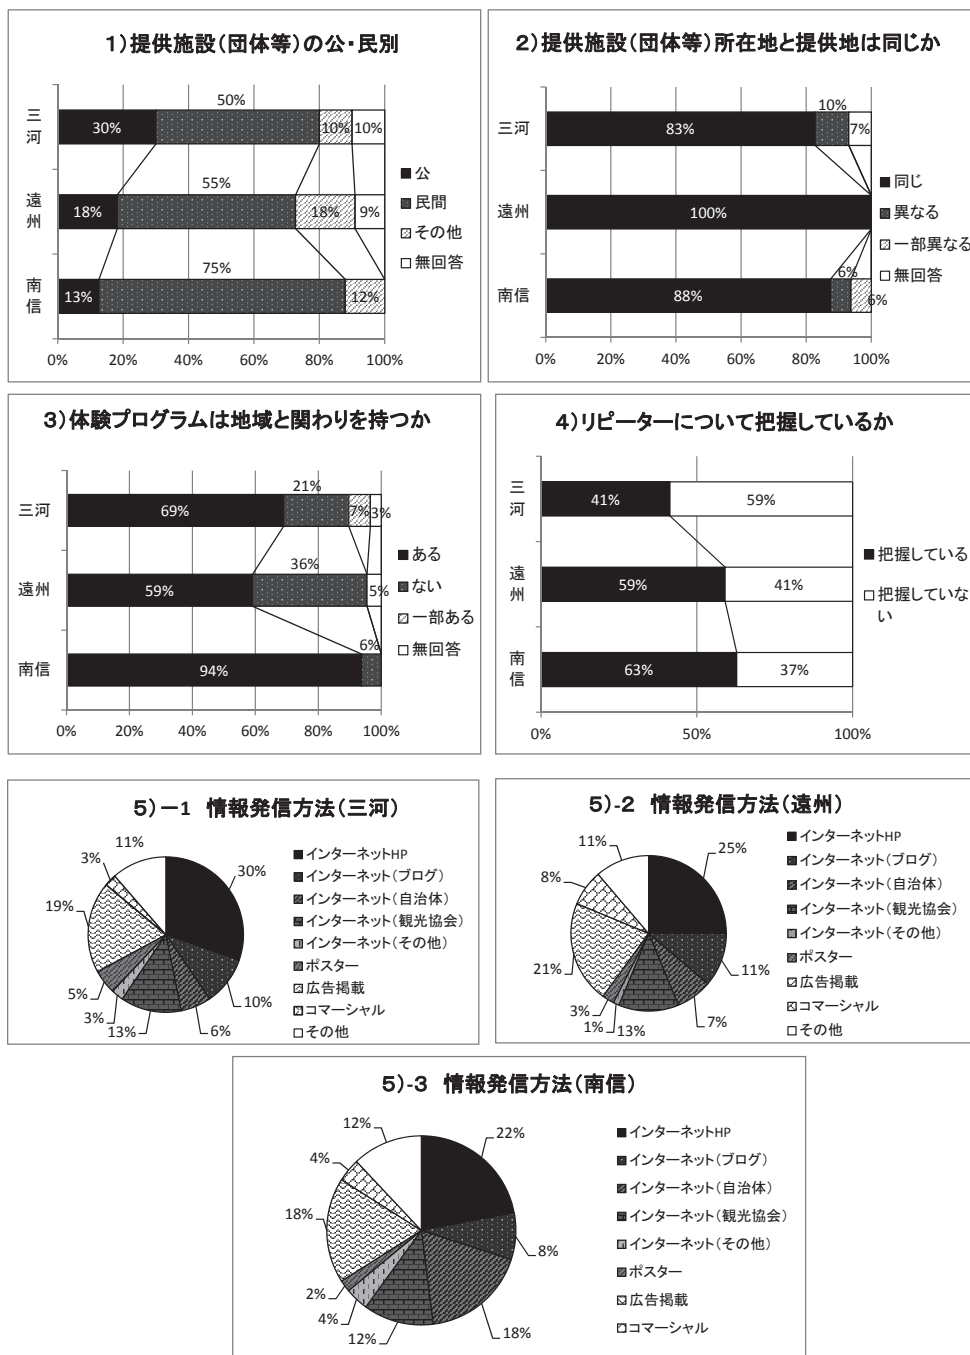 1)提供施設(団体等)の公・民別
三河
50%
30%
10%
10%
遠州
55%
18%
18%
9%
南信
75%
13%
12%
0% 20% 40% 60% 80% 100%
公
民間
その他
無回答
2)提供施設(団体等)所在地と提供地は同じか
三河
10%
83%
7%
遠州
100%
南信
6%
88%
6%
0% 20% 40% 60% 80% 100%
同じ
異なる
一部異なる
無回答
3)体験プログラムは地域と関わりを持つか
三河
21%
69%
7%
3%
遠州
36%
59%
5%
南信
6%
94%
0% 20% 40% 60% 80% 100%
ある
ない
一部ある
無回答
4)リピーターについて把握しているか
三河
41%
59%
遠州
59%
41%
南信
63%
37%
0% 50% 100%
把握している
把握していな
い
5)ー1 情報発信方法(三河)
30%
10%
6%
13%
3%
5%
19%
3%
11%
インターネットHP
インターネット(ブログ)
インターネット(自治体)
インターネット(観光協会)
インターネット(その他)
ポスター
広告掲載
コマーシャル
その他
5)-2 情報発信方法(遠州)
25%
11%
7%
13%
1%
3%
21%
8%
11%
インターネットHP
インターネット(ブログ)
インターネット(自治体)
インターネット(観光協会)
インターネット(その他)
ポスター
広告掲載
コマーシャル
その他
5)-3 情報発信方法(南信)
22%
8%
18%
12%
4%
2%
18%
4%
12%
インターネットHP
インターネット(ブログ)
インターネット(自治体)
インターネット(観光協会)
インターネット(その他)
ポスター
広告掲載
コマーシャル